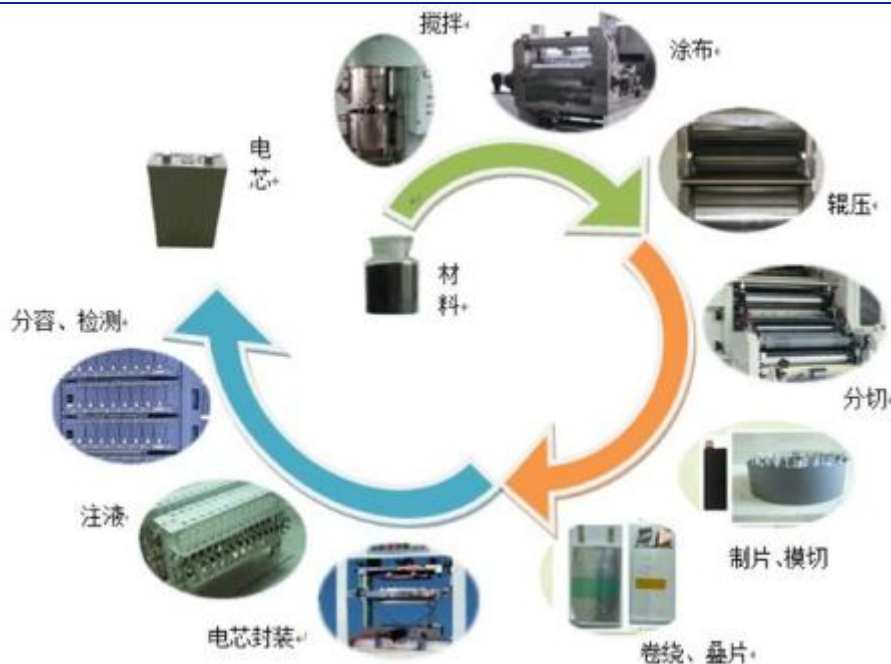 搅拌
涂布
电
芯
辊压
材
料
分容、检测
分切
注液
制片、模切
电芯封装
卷绕、叠片